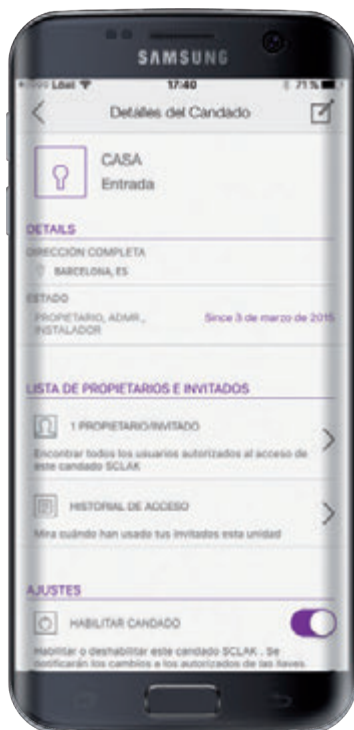 SAMSUNG
17:40
71 %
Detalles del Candado
CASA
Entrada
DETAILS
DIRECCIÓN COMPLETA
BARCELONA, ES
ESTADO
PROPIETARIO, ADMR.,
INSTALADOR
Since 3 de marzo de 2015
LISTA DE PROPIETARIOS E INVITADOS
1 PROPIETARIO/INVITADO
Encontrar todos los usuarios autorizados al acceso de
este candado SCLAK
HISTORIAL DE ACCESO
Mira cuándo han usado tus invitados esta unidad
AJUSTES
HABILITAR CANDADO
Habilitar o deshabilitar este candado SCLAK . Se
notificarán los cambios a los autorizados de las llaves